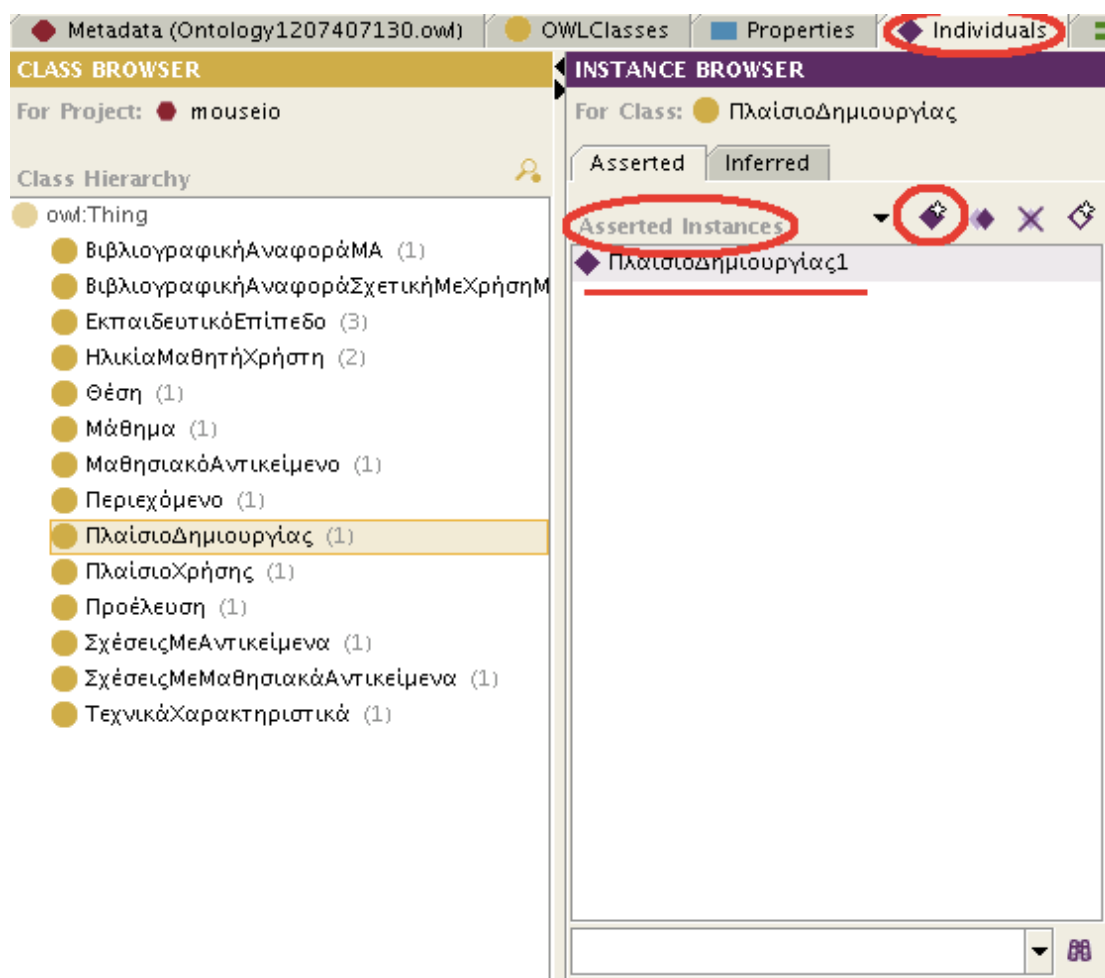 Metadata (Ontology1207407130.owl) OWLClasses Properties Individuals
CLASS BROWSER
For Project: mouseio
Class Hierarchy
owl:Thing
ΒιβλιογραφικήΑναφοράΜΑ (1)
ΒιβλιογραφικήΑναφοράΣχετικήΜεΧρήσηΜ
ΕκπαιδευτικόΕπίπεδο (3)
ΗλικίαΜαθητήΧρήστη (2)
Θέση (1)
Μάθημα (1)
ΜαθησιακόΑντικείμενο (1)
Περιεχόμενο (1)
ΠλαίσιοΔημιουργίας (1)
ΠλαίσιοΧρήσης (1)
Προέλευση (1)
ΣχέσειςΜεΑντικείμενα (1)
ΣχέσειςΜεΜαθησιακάΑντικείμενα (1)
ΤεχνικάΧαρακτηριστικά (1)
INSTANCE BROWSER
For Class: ΠλαίσιοΔημιουργίας
Asserted Inferred
Asserted Instances
ΠλαίσιοΔημιουργίας1